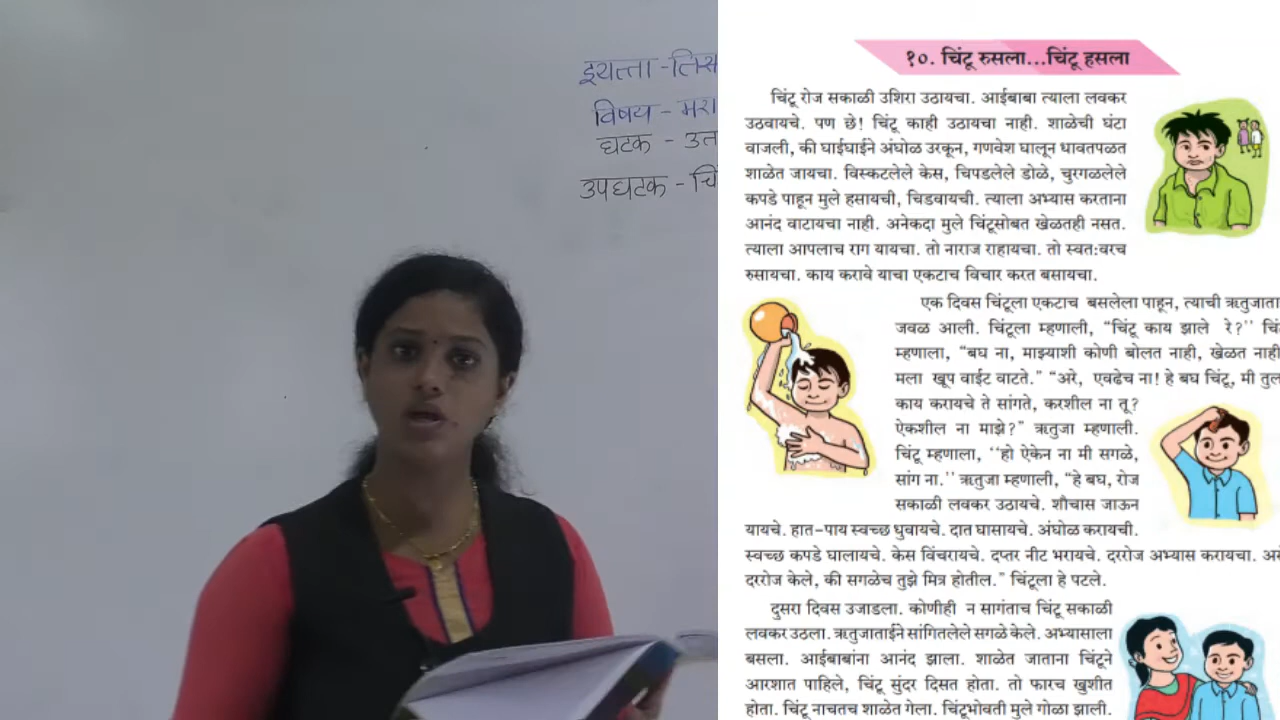 इयत्ता - तिस
विषय - मरा
घटक - उत
उपघटक - चिं
१०. चिंटू रुसला...चिंटू हसला
चिंटू रोज सकाळी उशिरा उठायचा. आईबाबा त्याला लवकर
उठवायचे. पण छे! चिंटू काही उठायचा नाही. शाळेची घंटा
वाजली, की घाईघाईने अंघोळ उरकून, गणवेश घालून धावतपळत
शाळेत जायचा. विस्कटलेले केस, चिपडलेले डोळे, चुरगळलेले
कपडे पाहून मुले हसायची, चिडवायची. त्याला अभ्यास करताना
आनंद वाटायचा नाही. अनेकदा मुले चिंटूसोबत खेळतही नसत.
त्याला आपलाच राग यायचा. तो नाराज राहायचा. तो स्वतःवरच
रुसायचा. काय करावे याचा एकटाच विचार करत बसायचा.
एक दिवस चिंटूला एकटाच बसलेला पाहून, त्याची ऋतुजाता
जवळ आली. चिंटूला म्हणाली, “चिंटू काय झाले रे?’’ चिं
म्हणाला, “बघ ना, माझ्याशी कोणी बोलत नाही, खेळत नाही
मला खूप वाईट वाटते.” “अरे, एवढेच ना! हे बघ चिंटू, मी तुल
काय करायचे ते सांगते, करशील ना तू?
ऐकशील ना माझे?” ऋतुजा म्हणाली.
चिंटू म्हणाला, ‘‘हो ऐकेन ना मी सगळे,
सांग ना.’’ ऋतुजा म्हणाली, “हे बघ, रोज
सकाळी लवकर उठायचे. शौचास जाऊन
यायचे. हात-पाय स्वच्छ धुवायचे. दात घासायचे. अंघोळ करायची.
स्वच्छ कपडे घालायचे. केस विंचरायचे. दप्तर नीट भरायचे. दररोज अभ्यास करायचा. अस
दररोज केले, की सगळेच तुझे मित्र होतील.” चिंटूला हे पटले.
दुसरा दिवस उजाडला. कोणीही न सागंताच चिंटू सकाळी
लवकर उठला. ऋतुजाताईने सांगितलेले सगळे केले. अभ्यासाला
बसला. आईबाबांना आनंद झाला. शाळेत जाताना चिंटूने
आरशात पाहिले, चिंटू सुंदर दिसत होता. तो फारच खुशीत
होता. चिंटू नाचतच शाळेत गेला. चिंटूभोवती मुले गोळा झाली.